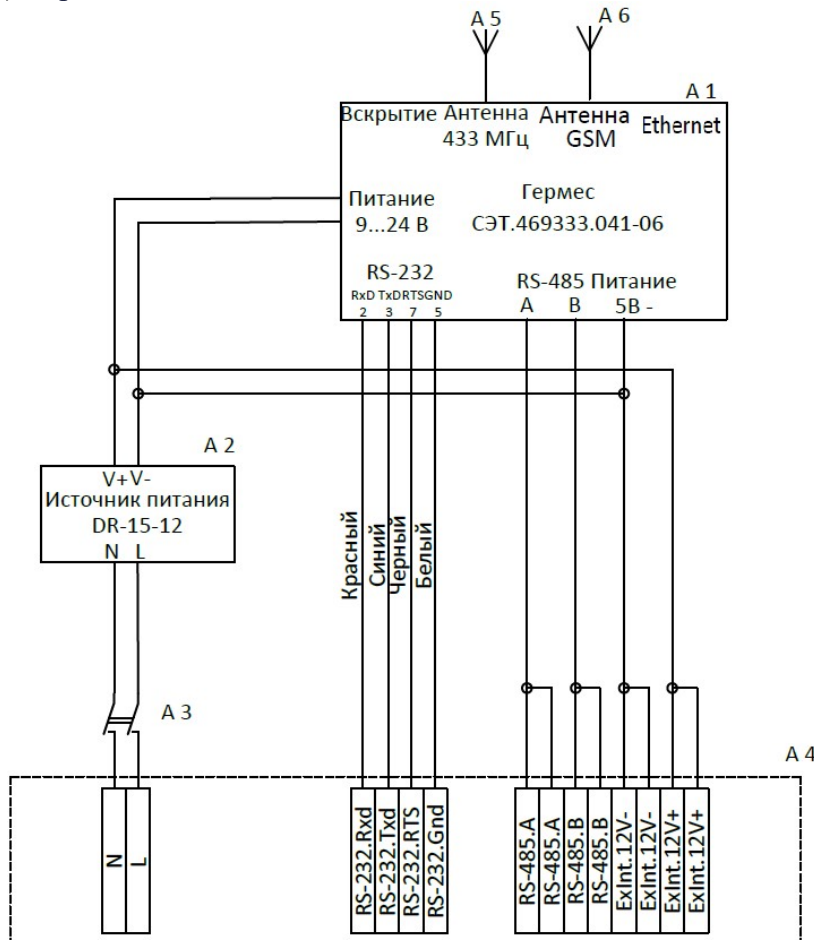 А 5
А 6
А 1
Вскрытие Антенна 433 МГц
Антенна GSM
Ethernet
Питание
9...24 В
Гермес
СЭТ.469333.041-06
RS-232
RxD TxD RTS GND
2 3 7 5
RS-485 Питание
А В 5В -
А 2
V+ V-
Источник питания
DR-15-12
N L
Красный
Синий
Черный
Белый
А 3
А 4
N
L
RS-232.Rxd
RS-232.Txd
RS-232.RTS
RS-232.Gnd
RS-485.A
RS-485.A
RS-485.B
RS-485.B
ExInt.12V-
ExInt.12V-
ExInt.12V+
ExInt.12V+